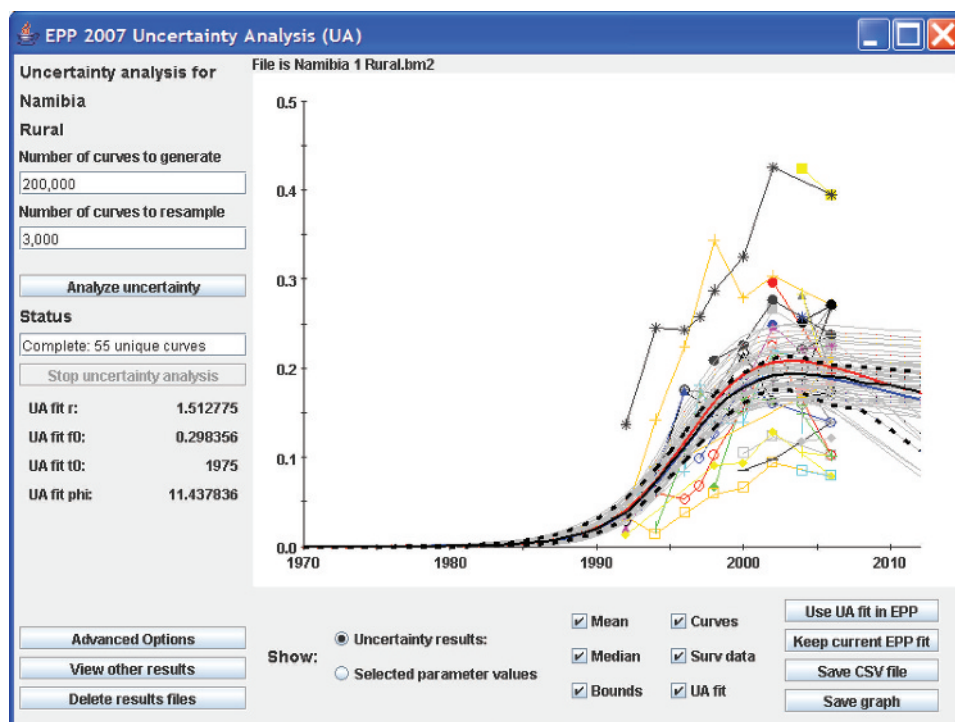 EPP 2007 Uncertainty Analysis (UA)
Uncertainty analysis for
Namibia
Rural
Number of curves to generate
200,000
Number of curves to resample
3,000
Analyze uncertainty
Status
Complete: 55 unique curves
Stop uncertainty analysis
UA fit r: 1.512775
UA fit f0: 0.298356
UA fit t0: 1975
UA fit phi: 11.437836
Advanced Options
View other results
Delete results files
File is Namibia 1 Rural.bm2
0.5
0.4
0.3
0.2
0.1
0.0
1970 1980 1990 2000 2010
Show:
Uncertainty results:
Selected parameter values
Mean
Median
Bounds
Curves
Surv data
UA fit
Use UA fit in EPP
Keep current EPP fit
Save CSV file
Save graph